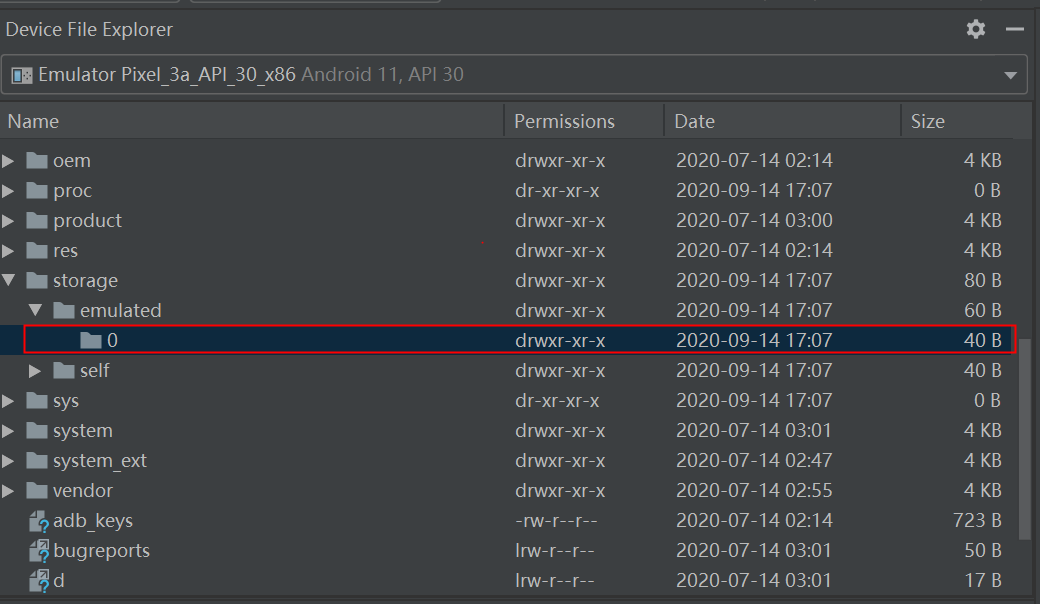 Device File Explorer
Emulator Pixel_3a_API_30_x86 Android 11, API 30
Name Permissions Date Size
oem drwxr-xr-x 2020-07-14 02:14 4 KB
proc dr-xr-xr-x 2020-09-14 17:07 0 B
product drwxr-xr-x 2020-07-14 03:00 4 KB
res drwxr-xr-x 2020-07-14 02:14 4 KB
storage drwxr-xr-x 2020-09-14 17:07 80 B
emulated drwxr-xr-x 2020-09-14 17:07 60 B
0 drwxr-xr-x 2020-09-14 17:07 40 B
self drwxr-xr-x 2020-09-14 17:07 40 B
sys dr-xr-xr-x 2020-09-14 17:07 0 B
system drwxr-xr-x 2020-07-14 03:01 4 KB
system_ext drwxr-xr-x 2020-07-14 02:47 4 KB
vendor drwxr-xr-x 2020-07-14 02:55 4 KB
adb_keys -rw-r--r-- 2020-07-14 02:14 723 B
bugreports lrw-r--r-- 2020-07-14 03:01 50 B
d lrw-r--r-- 2020-07-14 03:01 17 B